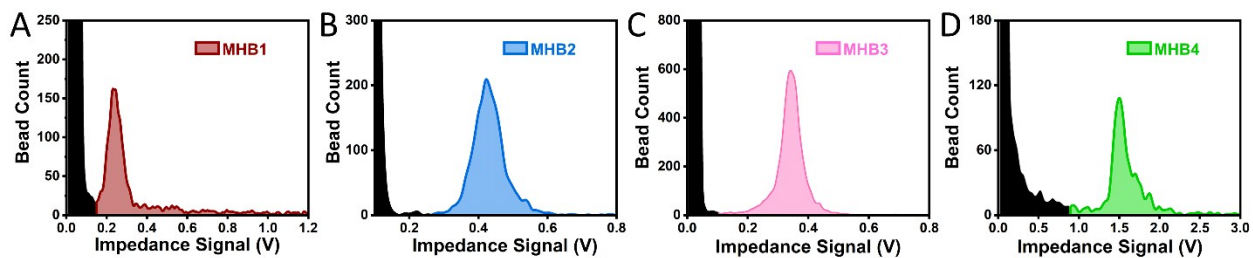 A
Bead Count
250
200
150
100
50
0
MHB1
0.0 0.2 0.4 0.6 0.8 1.0 1.2
Impedance Signal (V)
B
Bead Count
300
200
100
0
MHB2
0.2 0.4 0.6 0.8
Impedance Signal (V)
C
Bead Count
800
600
400
200
0
MHB3
0.0 0.2 0.4 0.6 0.8
Impedance Signal (V)
D
Bead Count
180
120
60
0
MHB4
0.0 0.5 1.0 1.5 2.0 2.5 3.0
Impedance Signal (V)